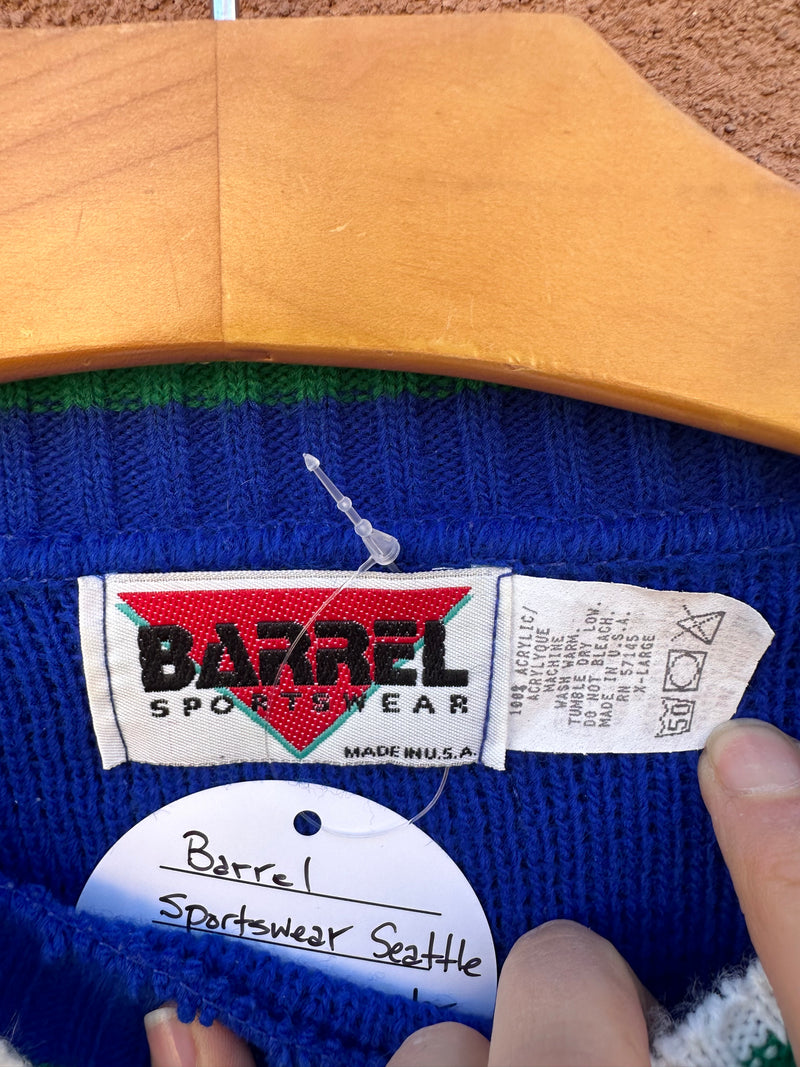 BARREL
SPORTSWEAR
MADE IN U.S.A.
100% ACRYLIC/
ACRYLIQUE
MACHINE
WASH WARM.
TUMBLE DRY LOW.
DO NOT BLEACH.
MADE IN U.S.A.
RN 57145
X-LARGE
50
Barrel
Sportswear Seattle